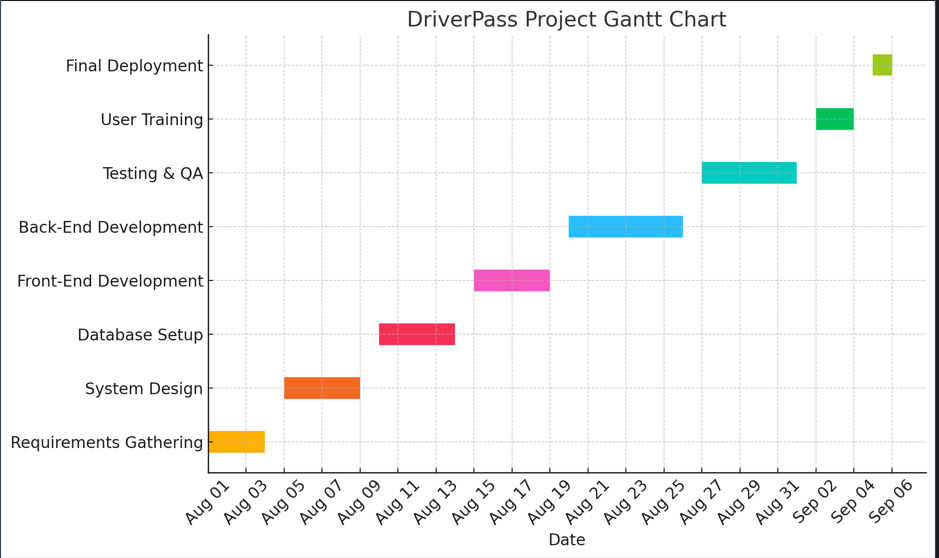 DriverPass Project Gantt Chart
Final Deployment
User Training
Testing & QA
Back-End Development
Front-End Development
Database Setup
System Design
Requirements Gathering
Aug 01
Aug 03
Aug 05
Aug 07
Aug 09
Aug 11
Aug 13
Aug 15
Aug 17
Aug 19
Aug 21
Aug 23
Aug 25
Aug 27
Aug 29
Aug 31
Sep 02
Sep 04
Sep 06
Date